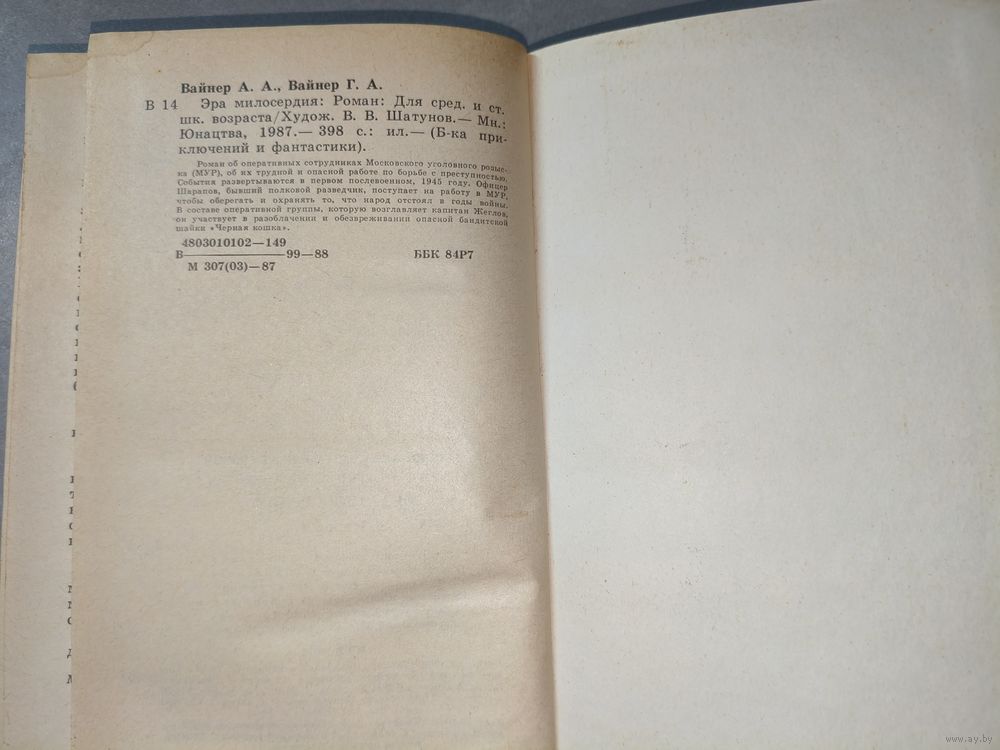 Вайнер А. А., Вайнер Г. А.
В 14 Эра милосердия: Роман: Для сред. и ст.
шк. возраста/Худож. В. В. Шатунов.— Мн.:
Юнацтва, 1987.— 398 с.: ил.— (Б-ка при-
ключений и фантастики).
Роман об оперативных сотрудниках Московского уголовного розыс-
ка (МУР), об их трудной и опасной работе по борьбе с преступностью.
События развертываются в первом послевоенном, 1945 году. Офицер
Шарапов, бывший полковой разведчик, поступает на работу в МУР,
чтобы оберегать и охранять то, что народ отстоял в годы войны.
В составе оперативной группы, которую возглавляет капитан Жеглов,
он участвует в разоблачении и обезвреживании опасной бандитской
шайки «Черная кошка».
4803010102—149
В————————99—88 ББК 84Р7
М 307(03)—87
www.ay.by